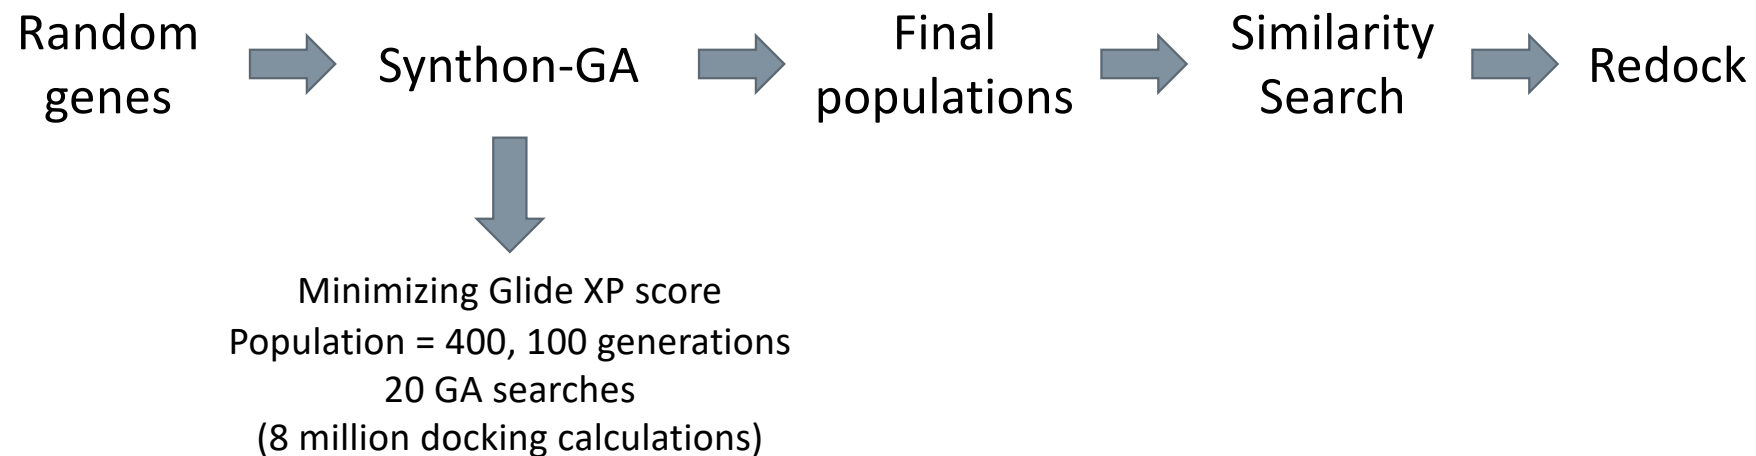 Random
genes
Synthon-GA
Final
populations
Similarity
Search
Redock
Minimizing Glide XP score
Population = 400, 100 generations
20 GA searches
(8 million docking calculations)